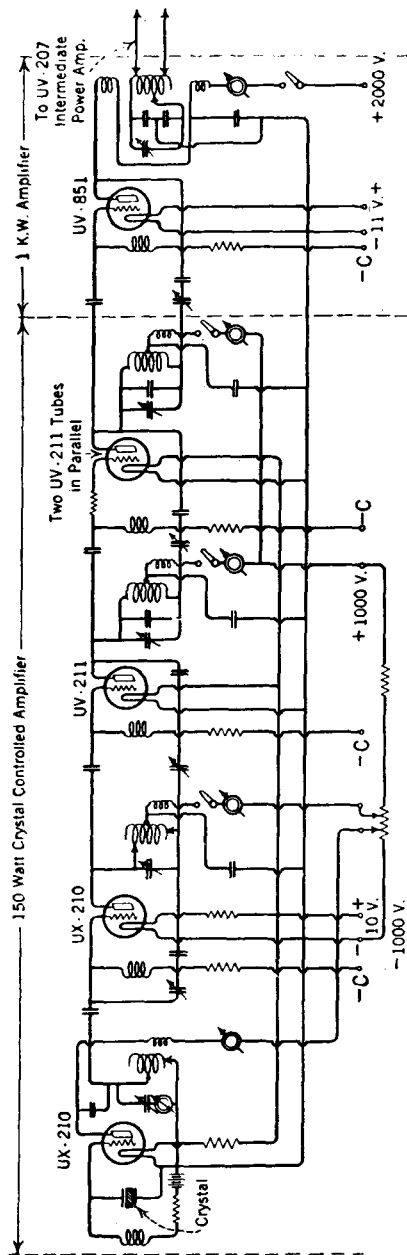 150 Watt Crystal Controlled Amplifier
1 K.W. Amplifier
To UV-207
Intermediate
Power Amp.
UX-210
UX-210
UV-211
Two UV-211 Tubes
in Parallel
UV-851
Crystal
-C
- 10 V. +
-1000 V.
-C
+1000 V.
-C
-C
-11 V. +
+2000 V.